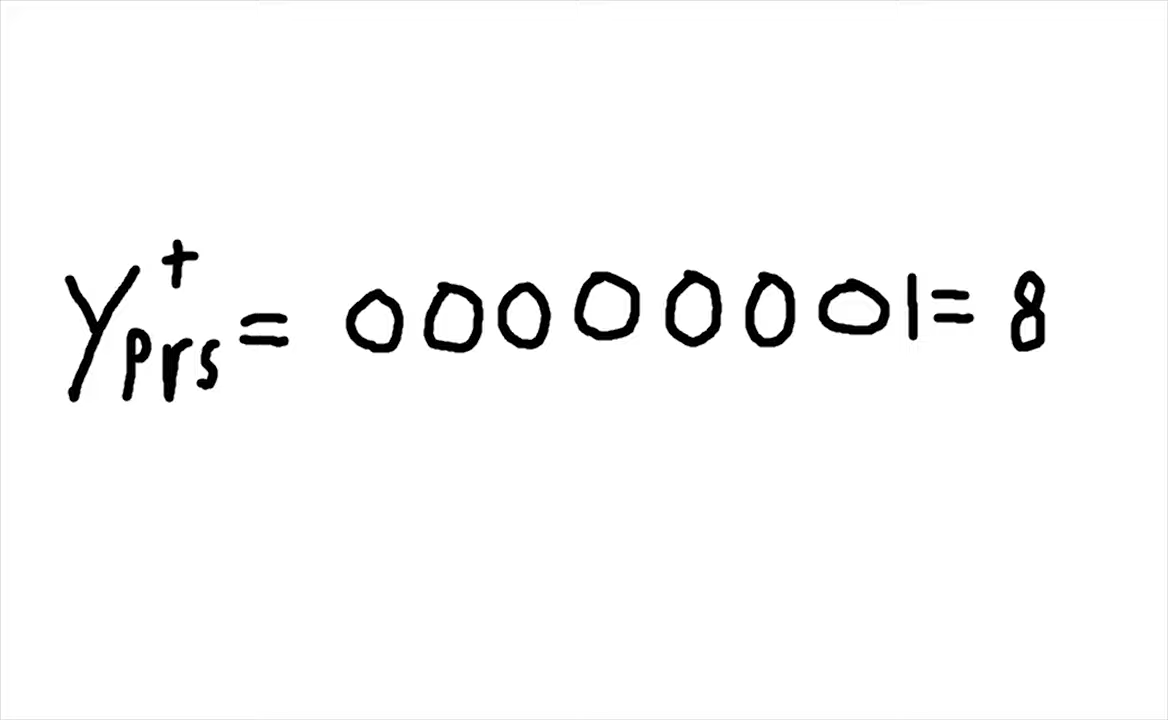 Y⁺prs = 00000001 = 8